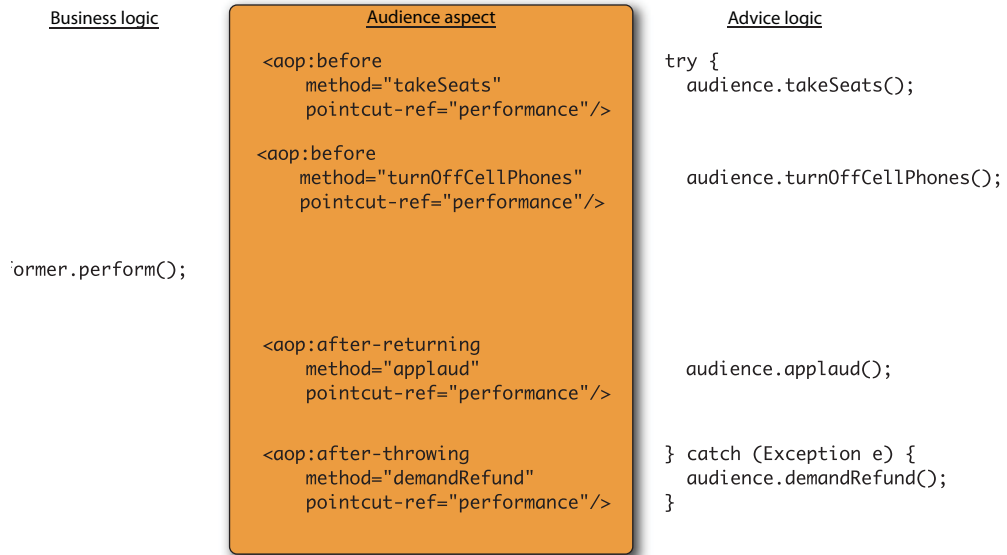 Business logic
Audience aspect
Advice logic
<aop:before
method="takeSeats"
pointcut-ref="performance"/>
try {
audience.takeSeats();
<aop:before
method="turnOffCellPhones"
pointcut-ref="performance"/>
audience.turnOffCellPhones();
former.perform();
<aop:after-returning
method="applaud"
pointcut-ref="performance"/>
audience.applaud();
<aop:after-throwing
method="demandRefund"
pointcut-ref="performance"/>
} catch (Exception e) {
audience.demandRefund();
}